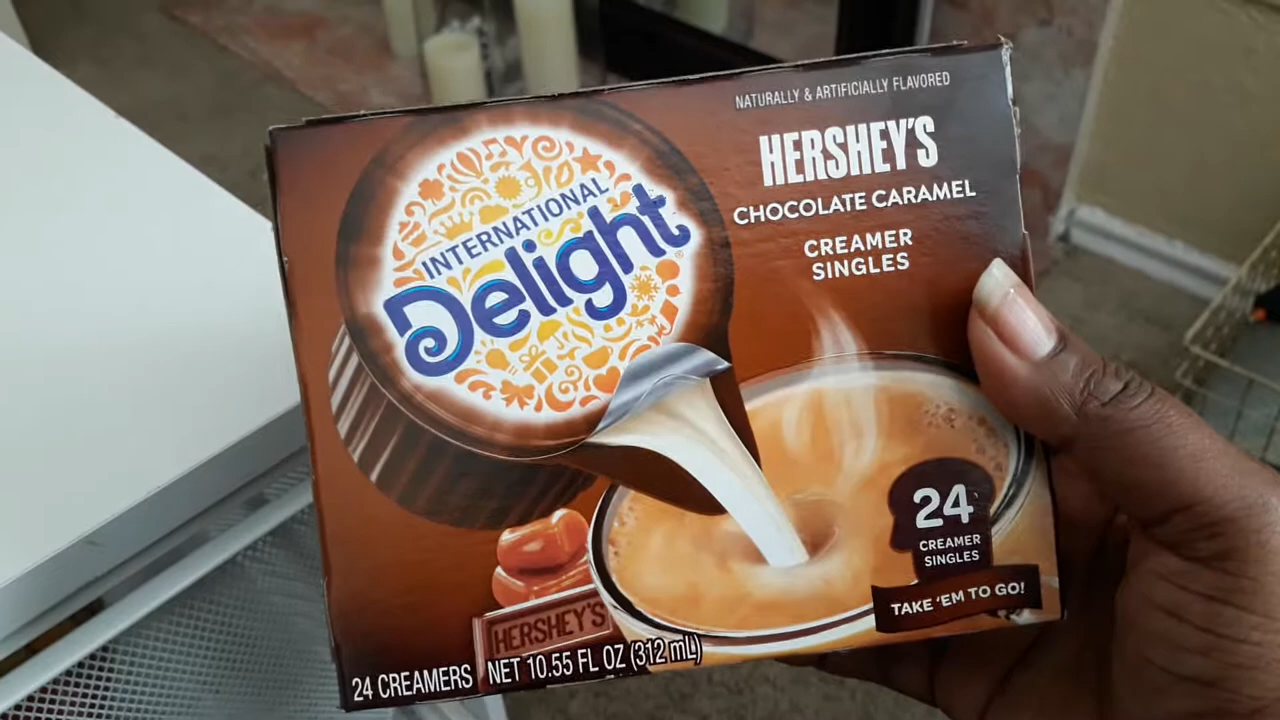 NATURALLY & ARTIFICIALLY FLAVORED
HERSHEY'S
CHOCOLATE CARAMEL
CREAMER
SINGLES
INTERNATIONAL
Delight®
24
CREAMER
SINGLES
TAKE 'EM TO GO!
HERSHEY'S
24 CREAMERS NET 10.55 FL OZ (312 mL)